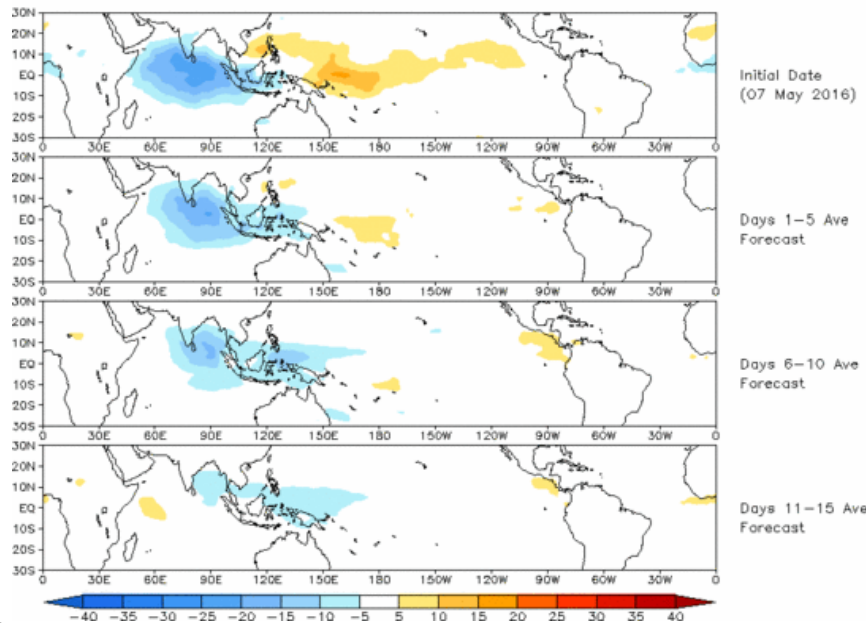 30N
20N
10N
EQ
10S
20S
30S
0 30E 60E 90E 120E 150E 180 150W 120W 90W 60W 30W 0
Initial Date
(07 May 2016)
30N
20N
10N
EQ
10S
20S
30S
0 30E 60E 90E 120E 150E 180 150W 120W 90W 60W 30W 0
Days 1-5 Ave
Forecast
30N
20N
10N
EQ
10S
20S
30S
0 30E 60E 90E 120E 150E 180 150W 120W 90W 60W 30W 0
Days 6-10 Ave
Forecast
30N
20N
10N
EQ
10S
20S
30S
0 30E 60E 90E 120E 150E 180 150W 120W 90W 60W 30W 0
Days 11-15 Ave
Forecast
-40 -35 -30 -25 -20 -15 -10 -5 5 10 15 20 25 30 35 40